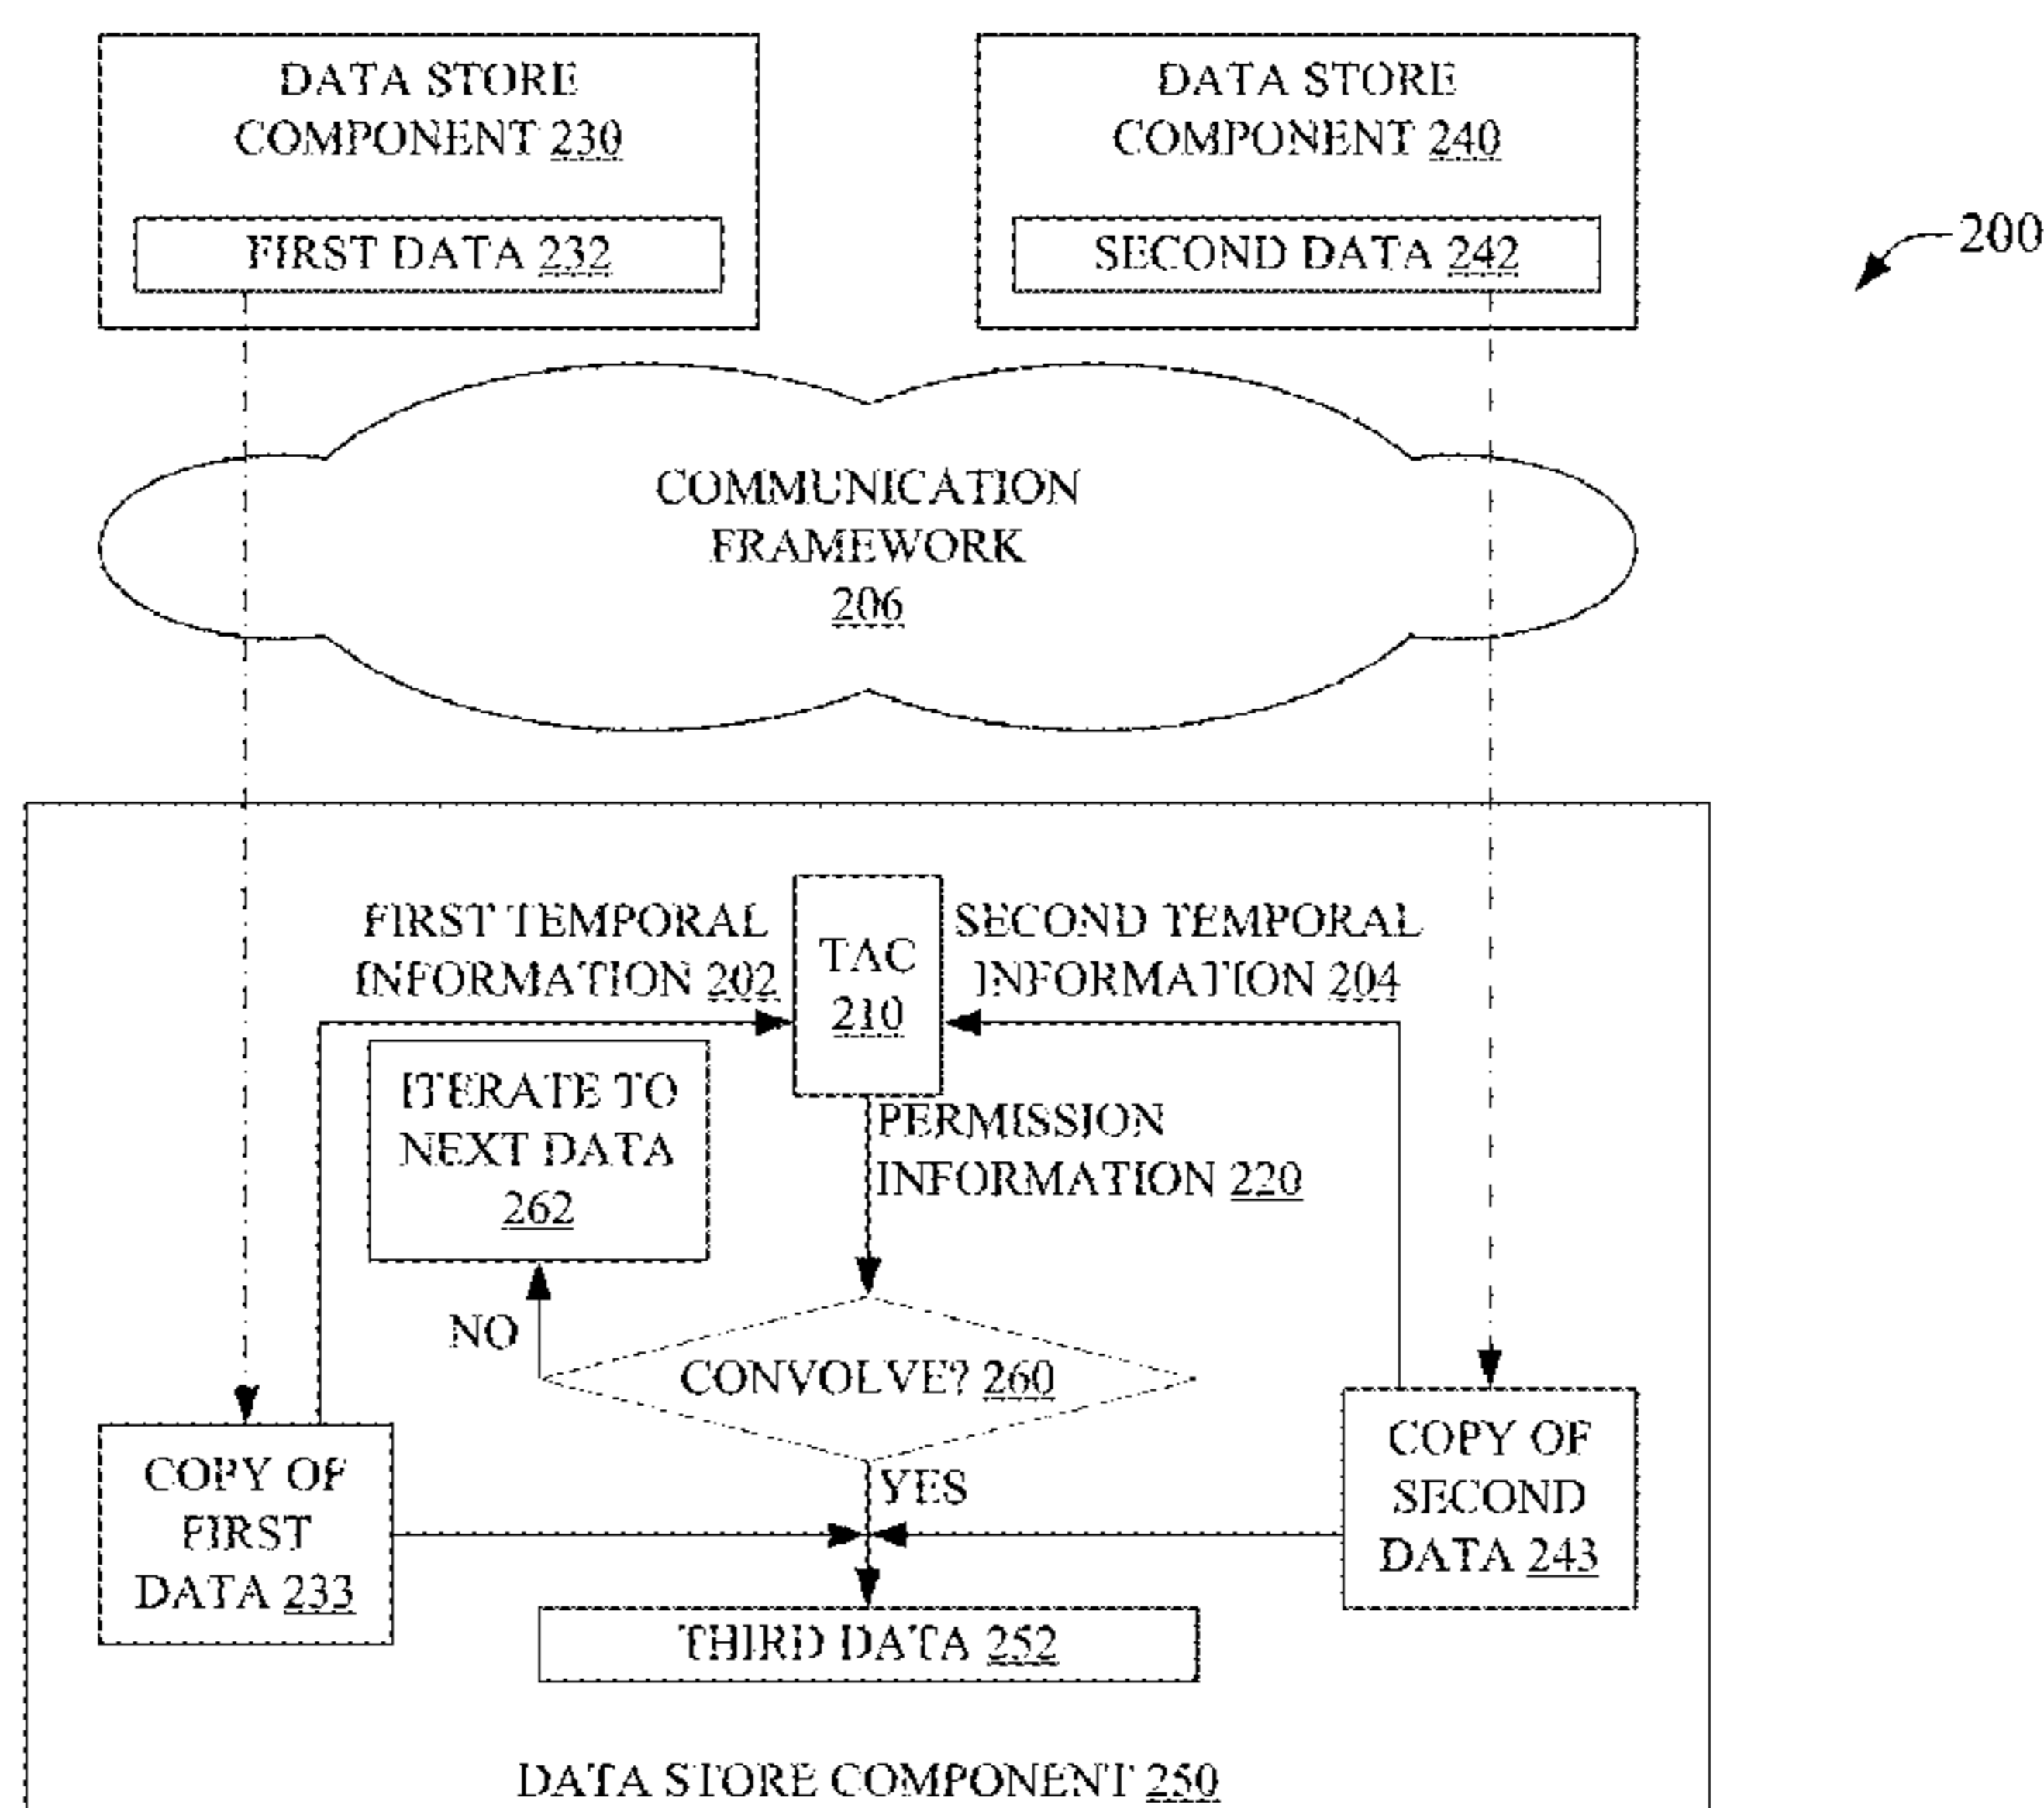 DATA STORE
COMPONENT 230
FIRST DATA 232
DATA STORE
COMPONENT 240
SECOND DATA 242
200
COMMUNICATION
FRAMEWORK
206
FIRST TEMPORAL
INFORMATION 202
TAC
210
SECOND TEMPORAL
INFORMATION 204
ITERATE TO
NEXT DATA
262
PERMISSION
INFORMATION 220
NO
CONVOLVE? 260
YES
COPY OF
FIRST
DATA 233
COPY OF
SECOND
DATA 243
THIRD DATA 252
DATA STORE COMPONENT 250